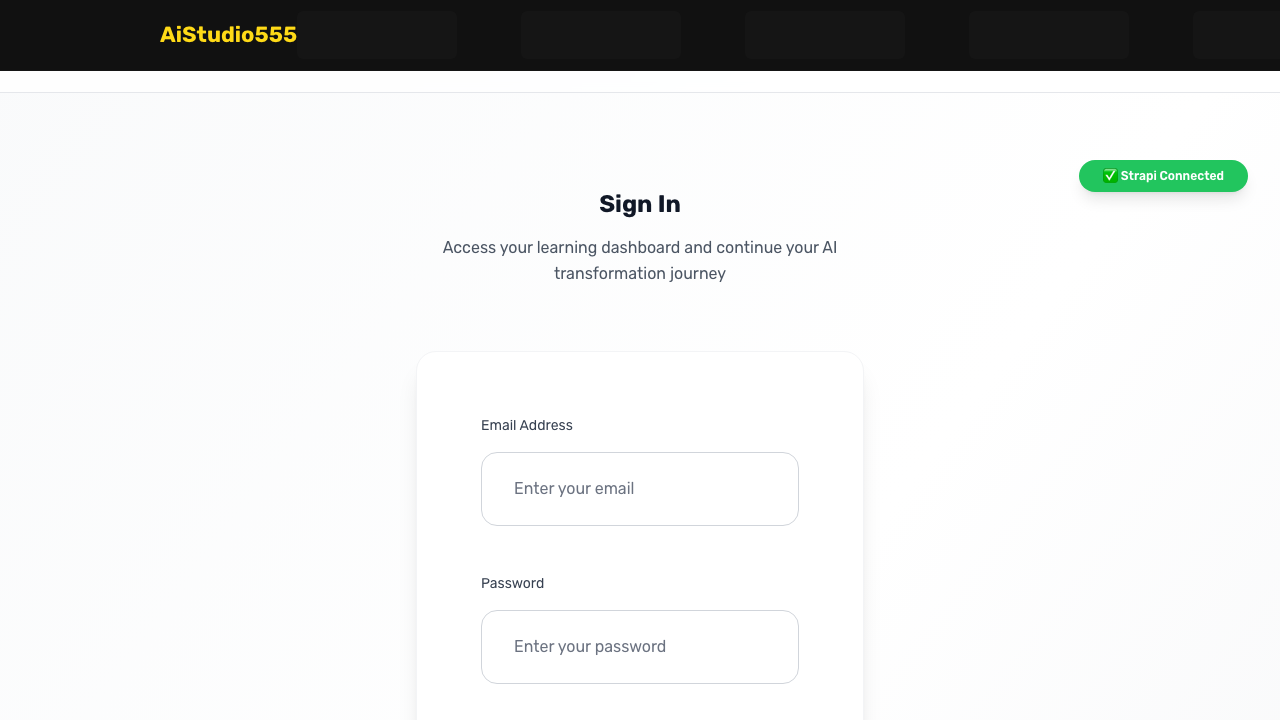 AiStudio555
✅ Strapi Connected
Sign In
Access your learning dashboard and continue your AI
transformation journey
Email Address
Enter your email
Password
Enter your password